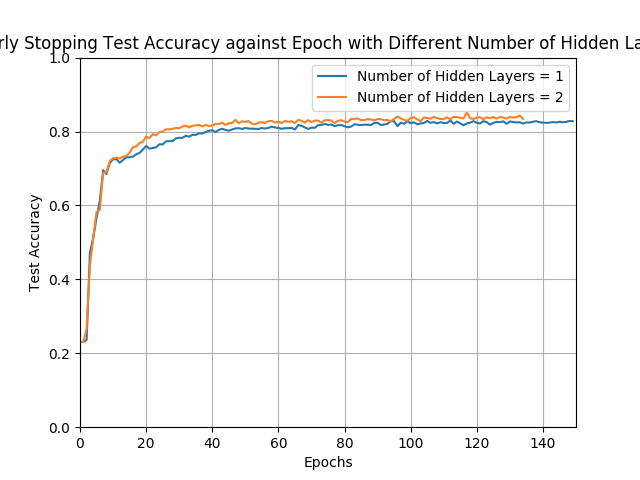 rly Stopping Test Accuracy against Epoch with Different Number of Hidden La
Number of Hidden Layers = 1
Number of Hidden Layers = 2
Test Accuracy
1.0
0.8
0.6
0.4
0.2
0.0
0 20 40 60 80 100 120 140
Epochs